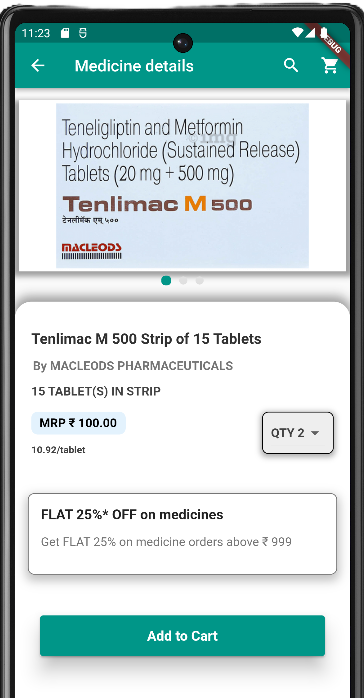 11:23
DEBUG
Medicine details
Teneligliptin and Metformin
Hydrochloride (Sustained Release)
Tablets (20 mg + 500 mg)
Tenlimac M 500
टेनलीमॅक एम् ५००
MACLEODS
Tenlimac M 500 Strip of 15 Tablets
By MACLEODS PHARMACEUTICALS
15 TABLET(S) IN STRIP
MRP ₹ 100.00
QTY 2
10.92/tablet
FLAT 25%* OFF on medicines
Get FLAT 25% on medicine orders above ₹ 999
Add to Cart